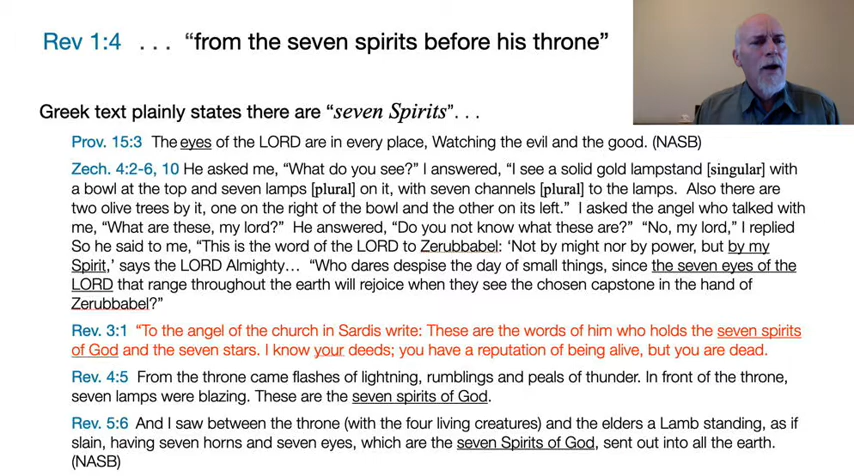 Rev 1:4 . . . “from the seven spirits before his throne”
Greek text plainly states there are “seven Spirits”. . .
Prov. 15:3 The eyes of the LORD are in every place, Watching the evil and the good. (NASB)
Zech. 4:2-6, 10 He asked me, “What do you see?” I answered, “I see a solid gold lampstand [singular] with
a bowl at the top and seven lamps [plural] on it, with seven channels [plural] to the lamps. Also there are
two olive trees by it, one on the right of the bowl and the other on its left.” I asked the angel who talked with
me, “What are these, my lord?” He answered, “Do you not know what these are?” “No, my lord,” I replied
So he said to me, “This is the word of the LORD to Zerubbabel: ‘Not by might nor by power, but by my
Spirit,’ says the LORD Almighty… “Who dares despise the day of small things, since the seven eyes of the
LORD that range throughout the earth will rejoice when they see the chosen capstone in the hand of
Zerubbabel?”
Rev. 3:1 “To the angel of the church in Sardis write: These are the words of him who holds the seven spirits
of God and the seven stars. I know your deeds; you have a reputation of being alive, but you are dead.
Rev. 4:5 From the throne came flashes of lightning, rumblings and peals of thunder. In front of the throne,
seven lamps were blazing. These are the seven spirits of God.
Rev. 5:6 And I saw between the throne (with the four living creatures) and the elders a Lamb standing, as if
slain, having seven horns and seven eyes, which are the seven Spirits of God, sent out into all the earth.
(NASB)